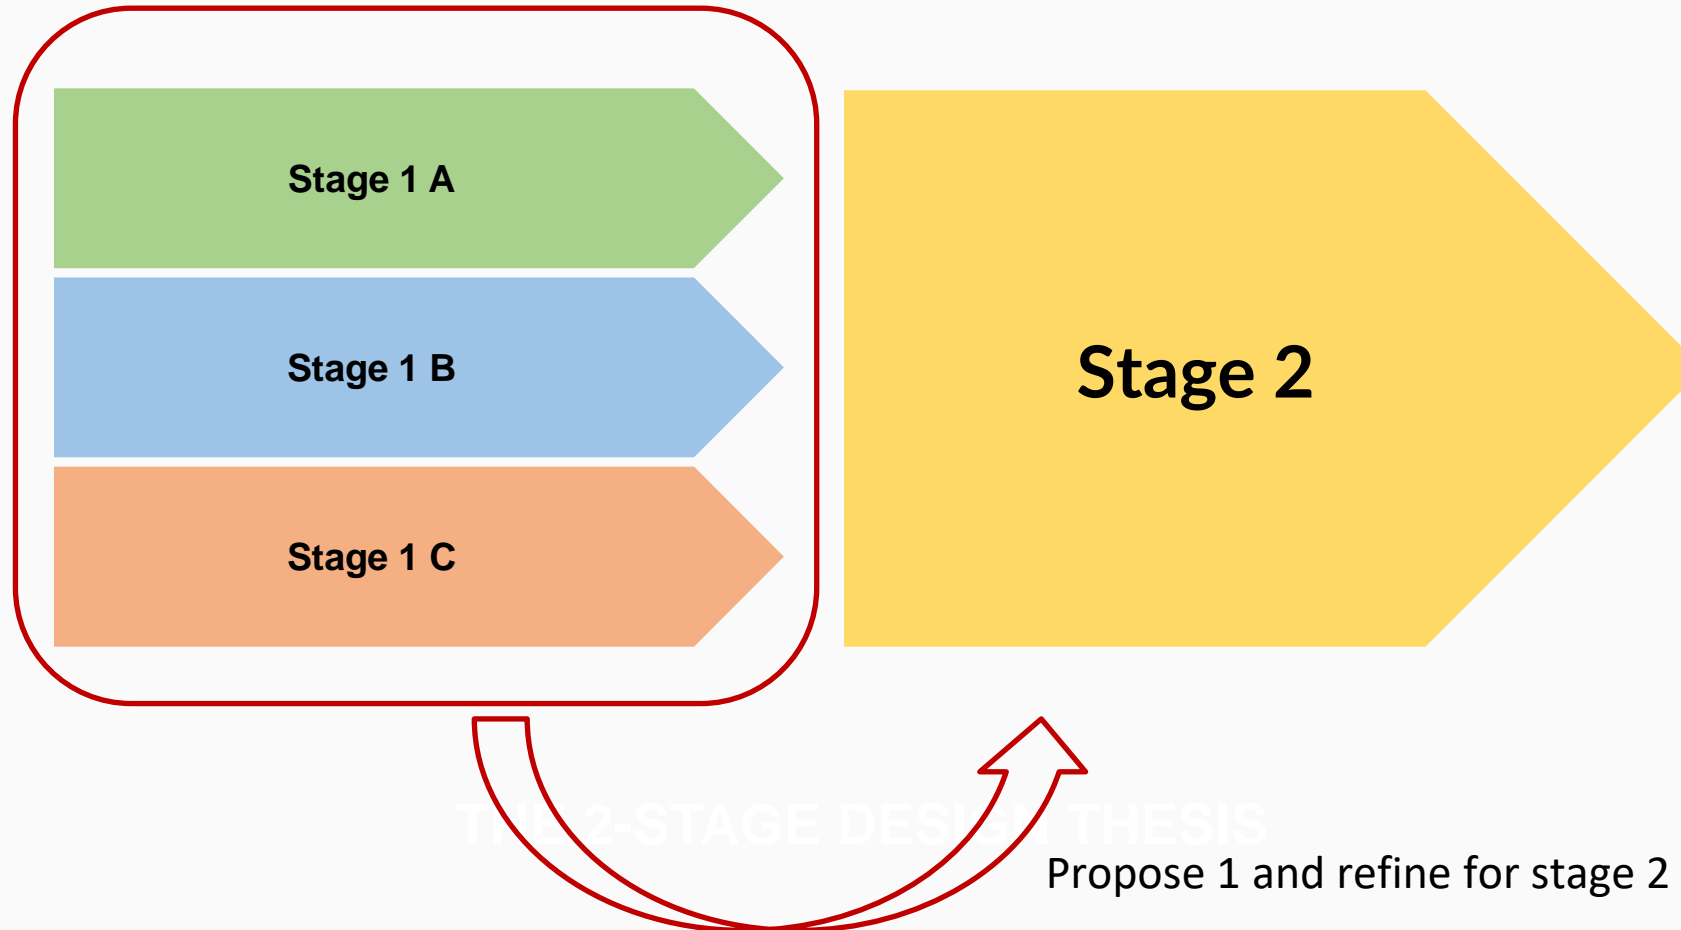 Stage 1 A
Stage 1 B
Stage 1 C
Stage 2
THE 2-STAGE DESIGN THESIS
Propose 1 and refine for stage 2